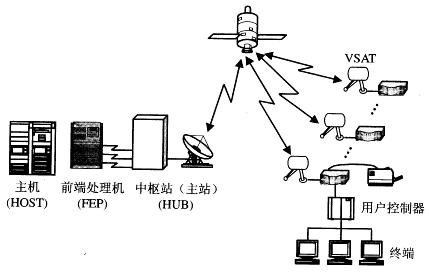 VSAT
主机
(HOST)
前端处理机
(FEP)
中枢站（主站）
(HUB)
用户控制器
终端